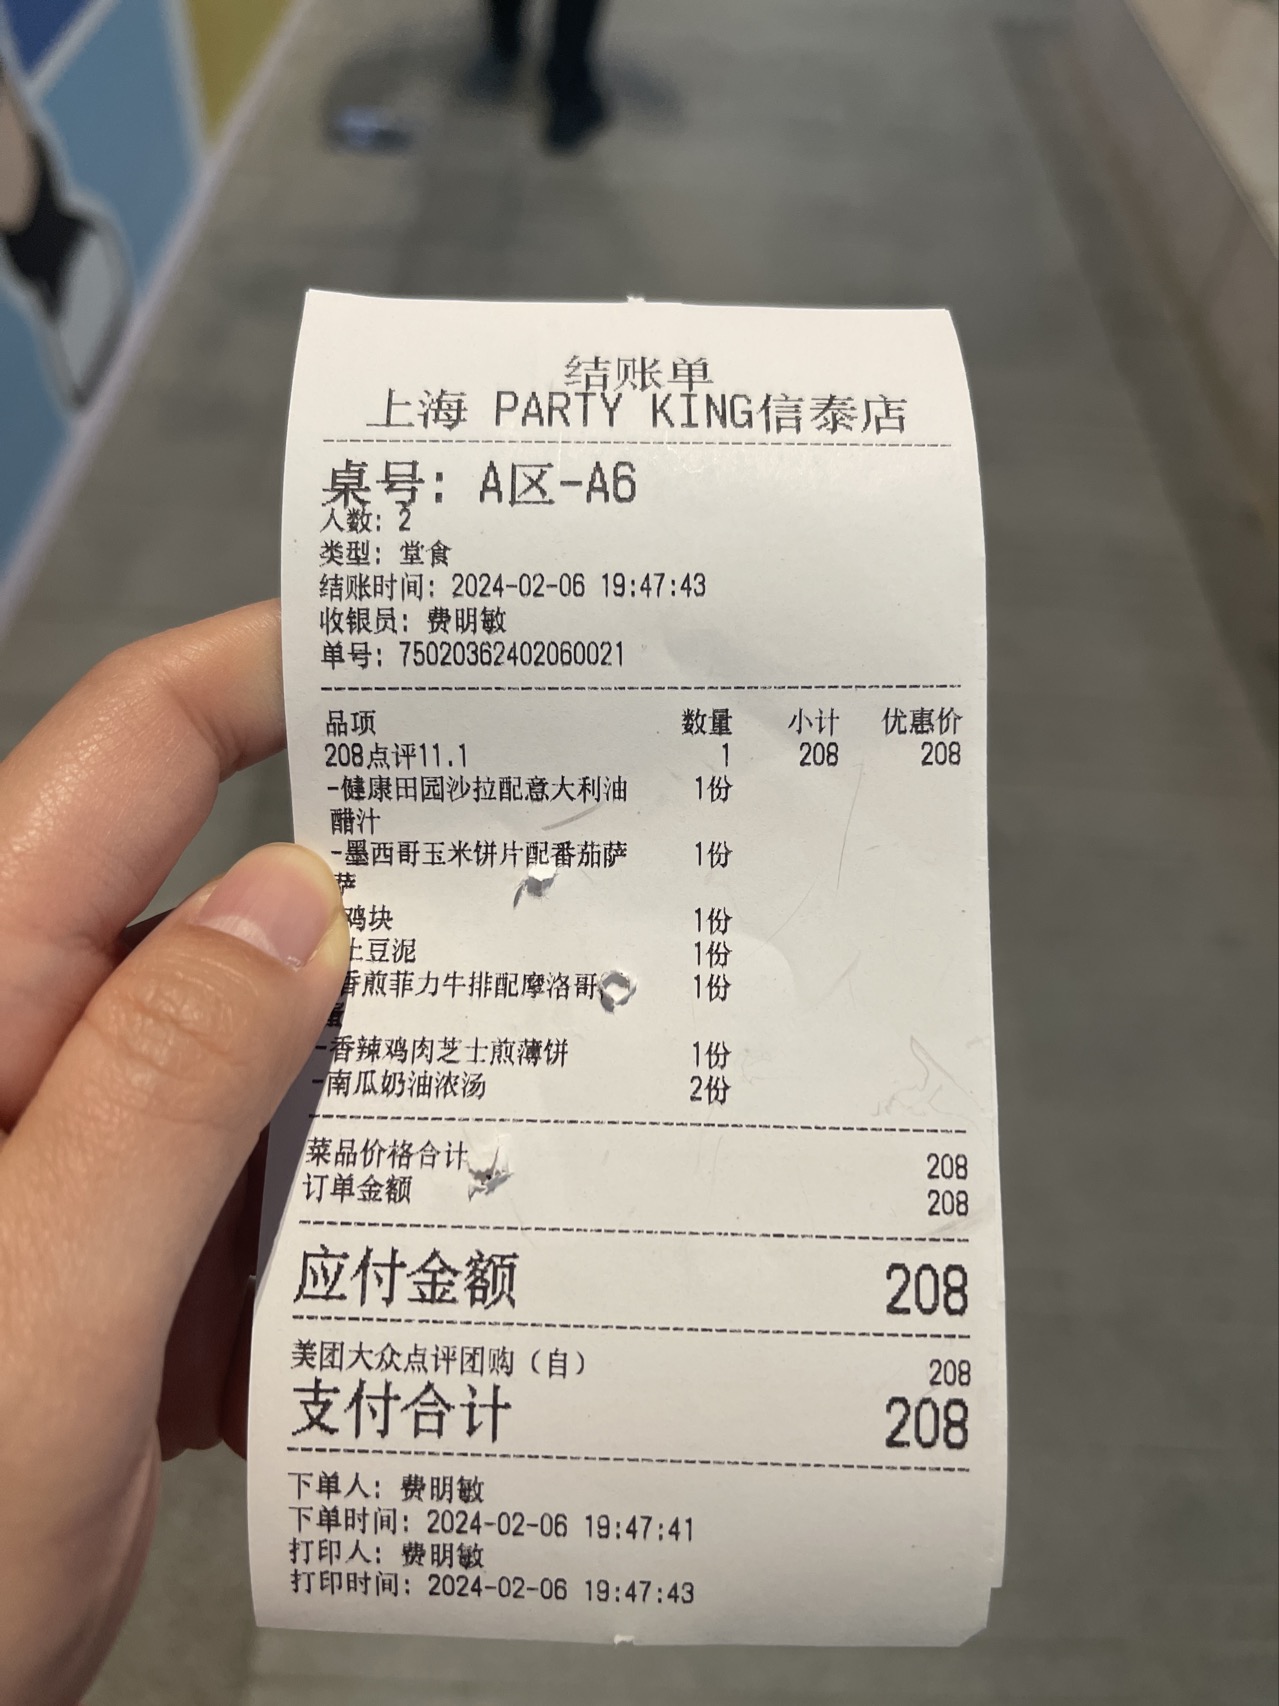 结账单
上海 PARTY KING信泰店
桌号: A区-A6
人数: 2
类型: 堂食
结账时间: 2024-02-06 19:47:43
收银员: 费明敏
单号: 75020362402060021
品项 数量 小计 优惠价
208点评11.1 1 208 208
-健康田园沙拉配意大利油 1份
醋汁
-墨西哥玉米饼片配番茄萨 1份
萨
鸡块 1份
土豆泥 1份
香煎菲力牛排配摩洛哥 1份
-香辣鸡肉芝士煎薄饼 1份
-南瓜奶油浓汤 2份
菜品价格合计 208
订单金额 208
应付金额 208
美团大众点评团购（自） 208
支付合计 208
下单人: 费明敏
下单时间: 2024-02-06 19:47:41
打印人: 费明敏
打印时间: 2024-02-06 19:47:43